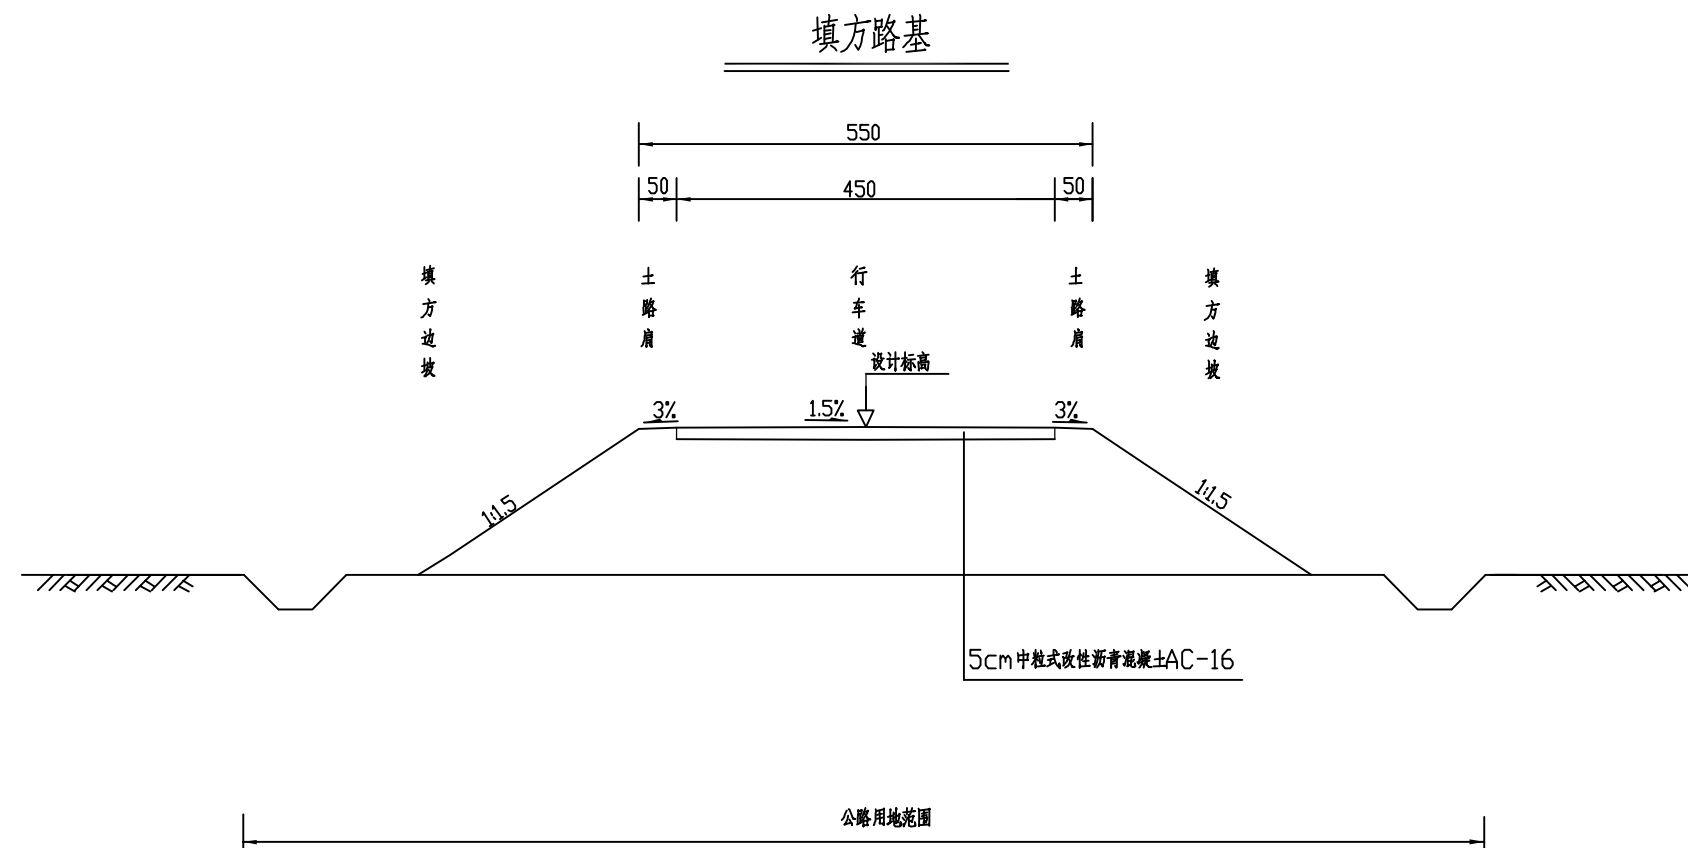 填方路基
550
50 450 50
填方边坡
土路肩
行车道
土路肩
填方边坡
设计标高
3% 1.5% 3%
1:1.5
1:1.5
5cm中粒式改性沥青混凝土AC-16
公路用地范围